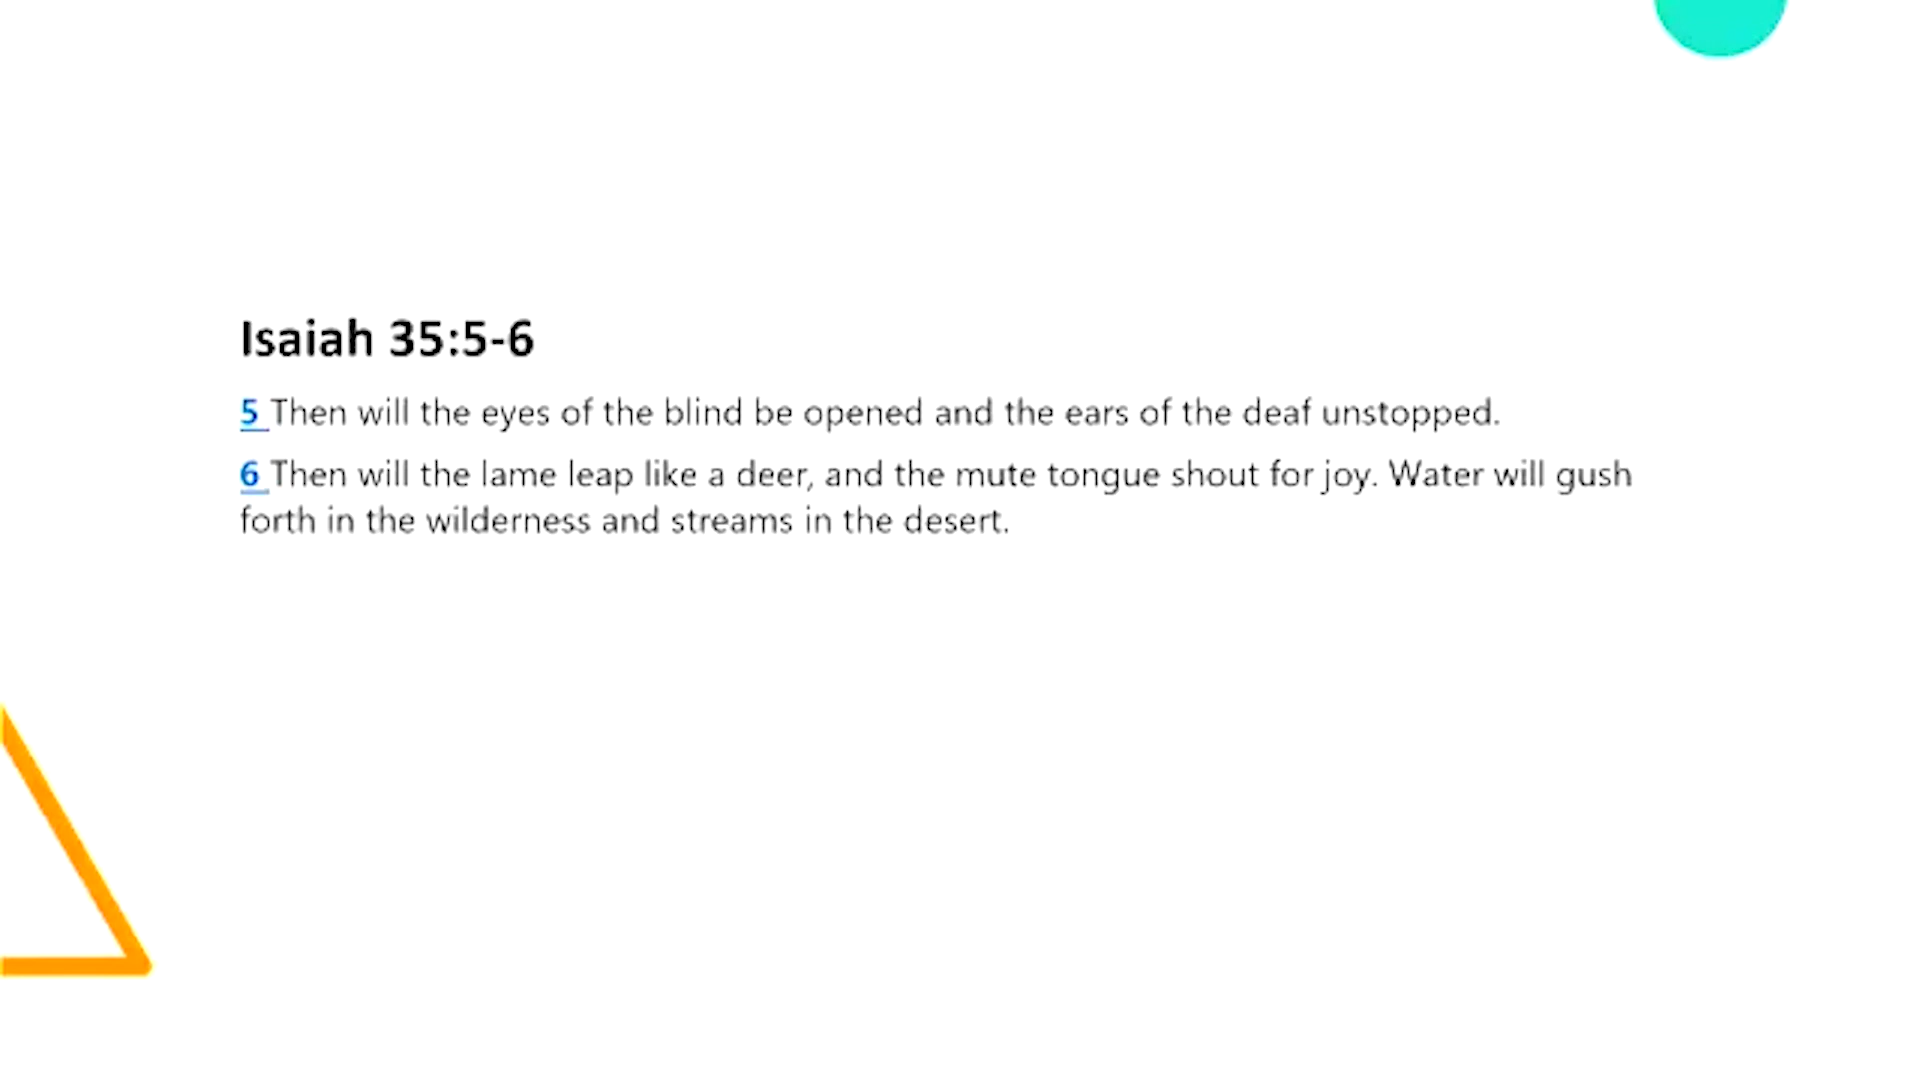 Isaiah 35:5-6
5 Then will the eyes of the blind be opened and the ears of the deaf unstopped.
6 Then will the lame leap like a deer, and the mute tongue shout for joy. Water will gush
forth in the wilderness and streams in the desert.